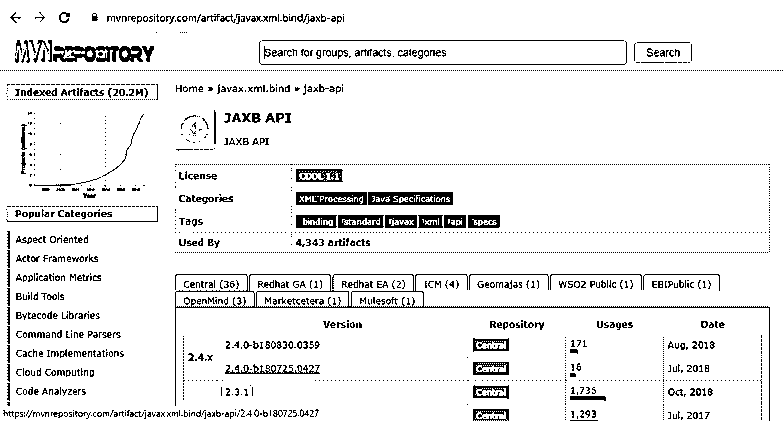 mvnrepository.com/artifact/javax.xml.bind/jaxb-api
MVNREPOSITORY
Search for groups, artifacts, categories
Search
Indexed Artifacts (20.2M)
Projects (millions)
Year
Popular Categories
Aspect Oriented
Actor Frameworks
Application Metrics
Build Tools
Bytecode Libraries
Command Line Parsers
Cache Implementations
Cloud Computing
Code Analyzers
Home » javax.xml.bind » jaxb-api
JAXB API
JAXB API
License CDDL 1.1
Categories XML Processing Java Specifications
Tags binding standard javax xml api specs
Used By 4,343 artifacts
Central (36) Redhat GA (1) Redhat EA (2) ICM (4) Geomajas (1) WSO2 Public (1) EBIPublic (1)
OpenMind (3) Marketcetera (1) Mulesoft (1)
Version Repository Usages Date
2.4.x
2.4.0-b180830.0359 Central 171 Aug, 2018
2.4.0-b180725.0427 Central 16 Jul, 2018
2.3.1 Central 1,735 Oct, 2018
Central 1,293 Jul, 2017
https://mvnrepository.com/artifact/javax.xml.bind/jaxb-api/2.4.0-b180725.0427